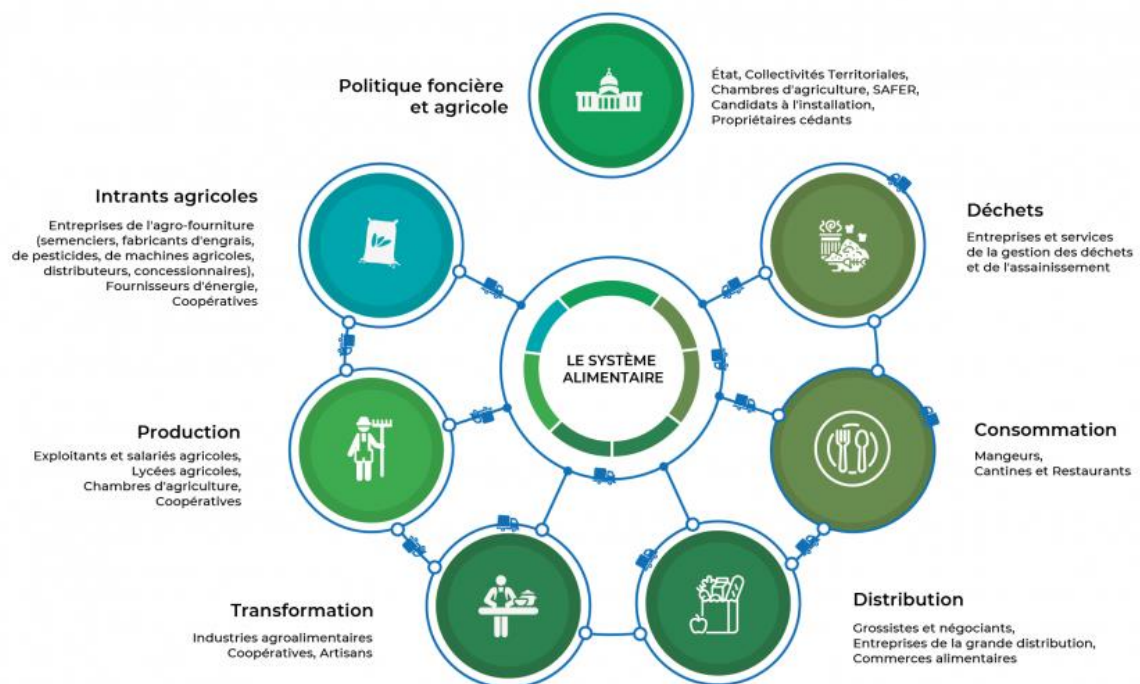 Politique foncière
et agricole
État, Collectivités Territoriales,
Chambres d'agriculture, SAFER,
Candidats à l'installation,
Propriétaires cédants
Intrants agricoles
Entreprises de l'agro-fourniture
(semenciers, fabricants d'engrais,
de pesticides, de machines agricoles,
distributeurs, concessionnaires),
Fournisseurs d'énergie,
Coopératives
Déchets
Entreprises et services
de la gestion des déchets
et de l'assainissement
LE SYSTÈME
ALIMENTAIRE
Production
Exploitants et salariés agricoles,
Lycées agricoles,
Chambres d'agriculture,
Coopératives
Consommation
Mangeurs,
Cantines et Restaurants
Transformation
Industries agroalimentaires
Coopératives, Artisans
Distribution
Grossistes et négociants,
Entreprises de la grande distribution,
Commerces alimentaires